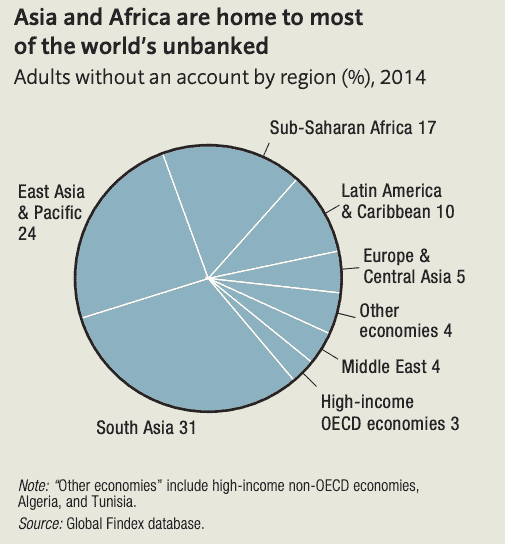 Asia and Africa are home to most
of the world's unbanked
Adults without an account by region (%), 2014
Sub-Saharan Africa 17
East Asia
& Pacific
24
Latin America
& Caribbean 10
Europe &
Central Asia 5
Other
economies 4
Middle East 4
High-income
OECD economies 3
South Asia 31
Note: “Other economies” include high-income non-OECD economies,
Algeria, and Tunisia.
Source: Global Findex database.